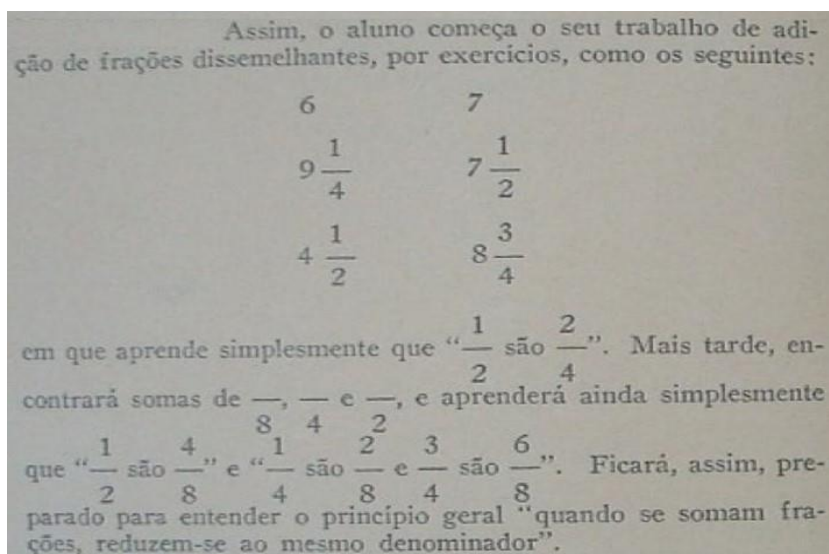 Assim, o aluno começa o seu trabalho de adi-
ção de frações dissemelhantes, por exercícios, como os seguintes:
6 7
9 1/4 7 1/2
4 1/2 8 3/4
em que aprende simplesmente que “1/2 são 2/4”. Mais tarde, en-
contrará somas de —/8, —/4 e —/2, e aprenderá ainda simplesmente
que “1/2 são 4/8” e “1/4 são 2/8 e 3/4 são 6/8”. Ficará, assim, pre-
parado para entender o princípio geral “quando se somam fra-
ções, reduzem-se ao mesmo denominador”.